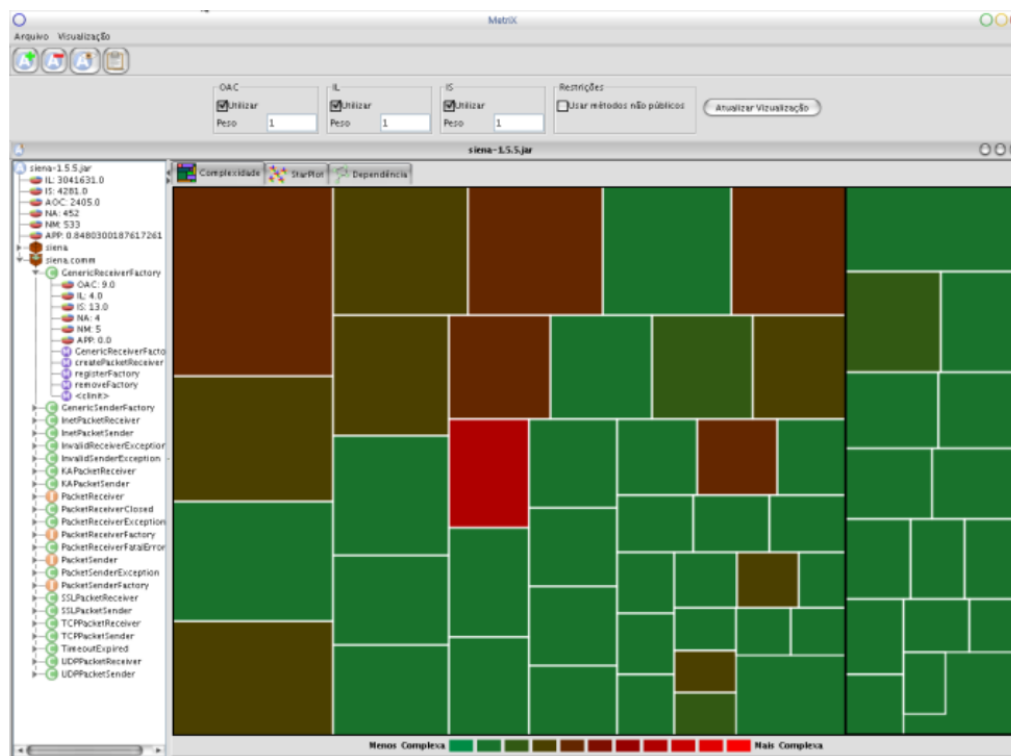 MetriX
Arquivo Visualização
OAC
Utilizar
Peso 1
IL
Utilizar
Peso 1
IS
Utilizar
Peso 1
Restrições
Usar métodos não públicos
Atualizar Vizualização
siena-1.5.5.jar
siena-1.5.5.jar
IL: 3041631.0
IS: 4281.0
AOC: 2405.0
NA: 452
NM: 533
APP: 0.8480300187617261
siena
siena.comm
GenericReceiverFactory
OAC: 9.0
IL: 4.0
IS: 13.0
NA: 4
NM: 5
APP: 0.0
GenericReceiverFacto
createPacketReceiver
registerFactory
removeFactory
<clinit>
GenericSenderFactory
InetPacketReceiver
InetPacketSender
InvalidReceiverException
InvalidSenderException
KAPacketReceiver
KAPacketSender
PacketReceiver
PacketReceiverClosed
PacketReceiverException
PacketReceiverFactory
PacketReceiverFatalError
PacketSender
PacketSenderException
PacketSenderFactory
SSLPacketReceiver
SSLPacketSender
TCPPacketReceiver
TCPPacketSender
TimeoutExpired
UDPPacketReceiver
UDPPacketSender
Complexidade StarPlot Dependência
Menos Complexa Mais Complexa